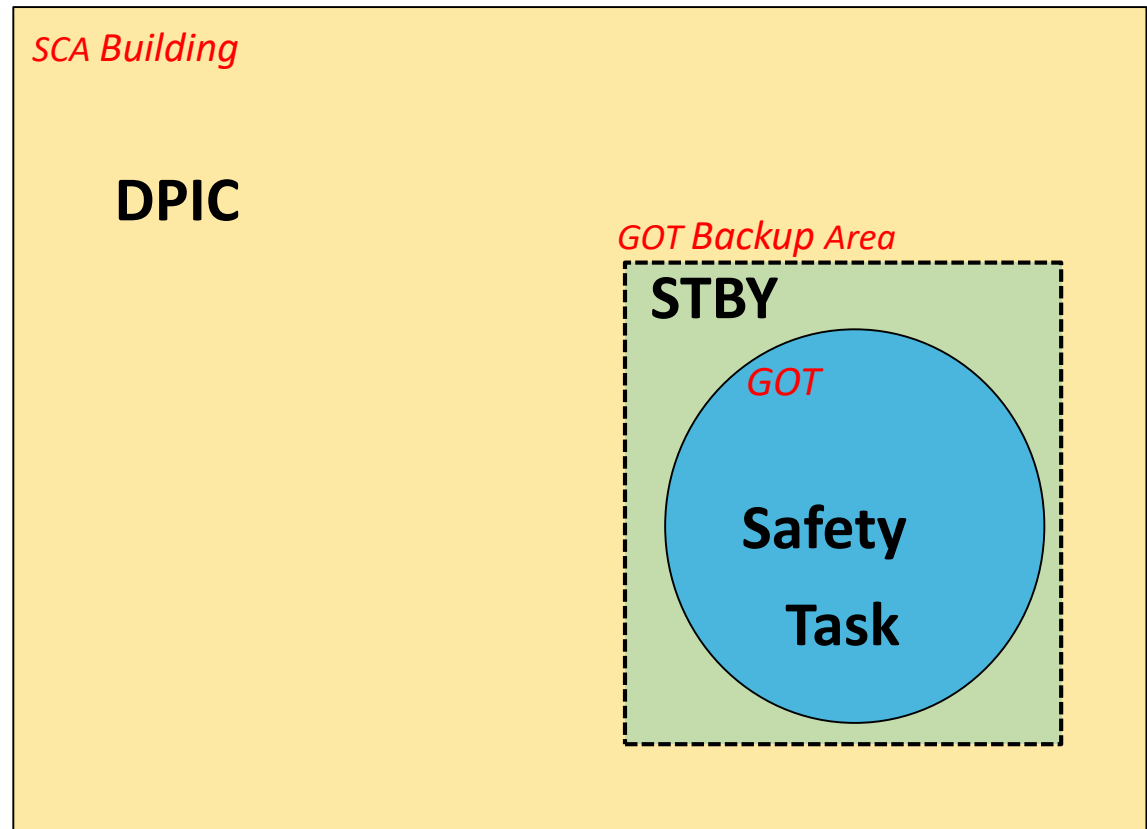 SCA Building
DPIC
GOT Backup Area
STBY
GOT
Safety
Task